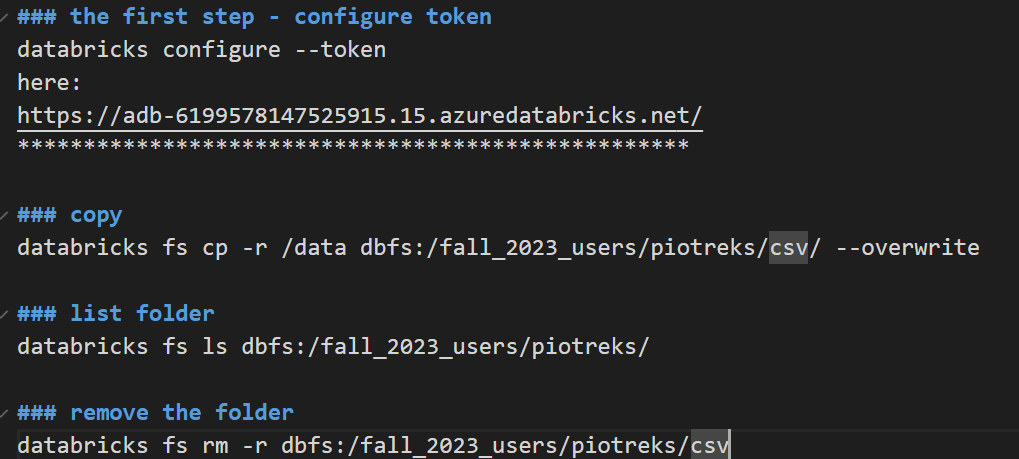 ### the first step - configure token
databricks configure --token
here:
https://adb-6199578147525915.15.azuredatabricks.net/
***************************************************
### copy
databricks fs cp -r /data dbfs:/fall_2023_users/piotreks/csv/ --overwrite
### list folder
databricks fs ls dbfs:/fall_2023_users/piotreks/
### remove the folder
databricks fs rm -r dbfs:/fall_2023_users/piotreks/csv